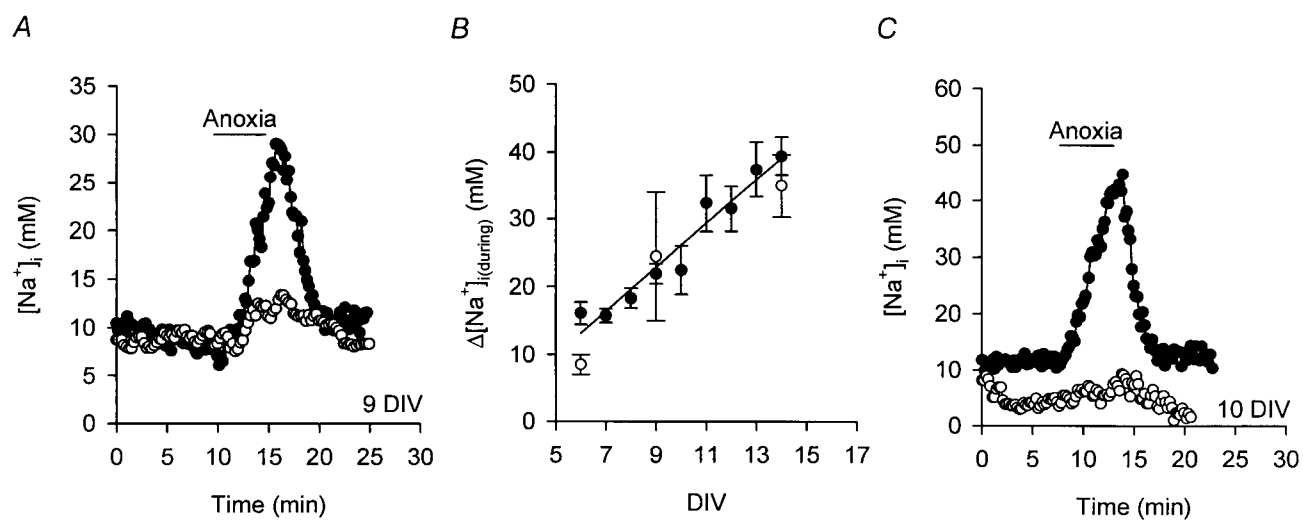 A
[Na⁺]ᵢ (mM)
35
30
25
20
15
10
5
0
Anoxia
9 DIV
0 5 10 15 20 25 30
Time (min)
B
Δ[Na⁺]ᵢ(during) (mM)
50
40
30
20
10
0
5 7 9 11 13 15 17
DIV
C
[Na⁺]ᵢ (mM)
60
50
40
30
20
10
0
Anoxia
10 DIV
0 5 10 15 20 25 30
Time (min)